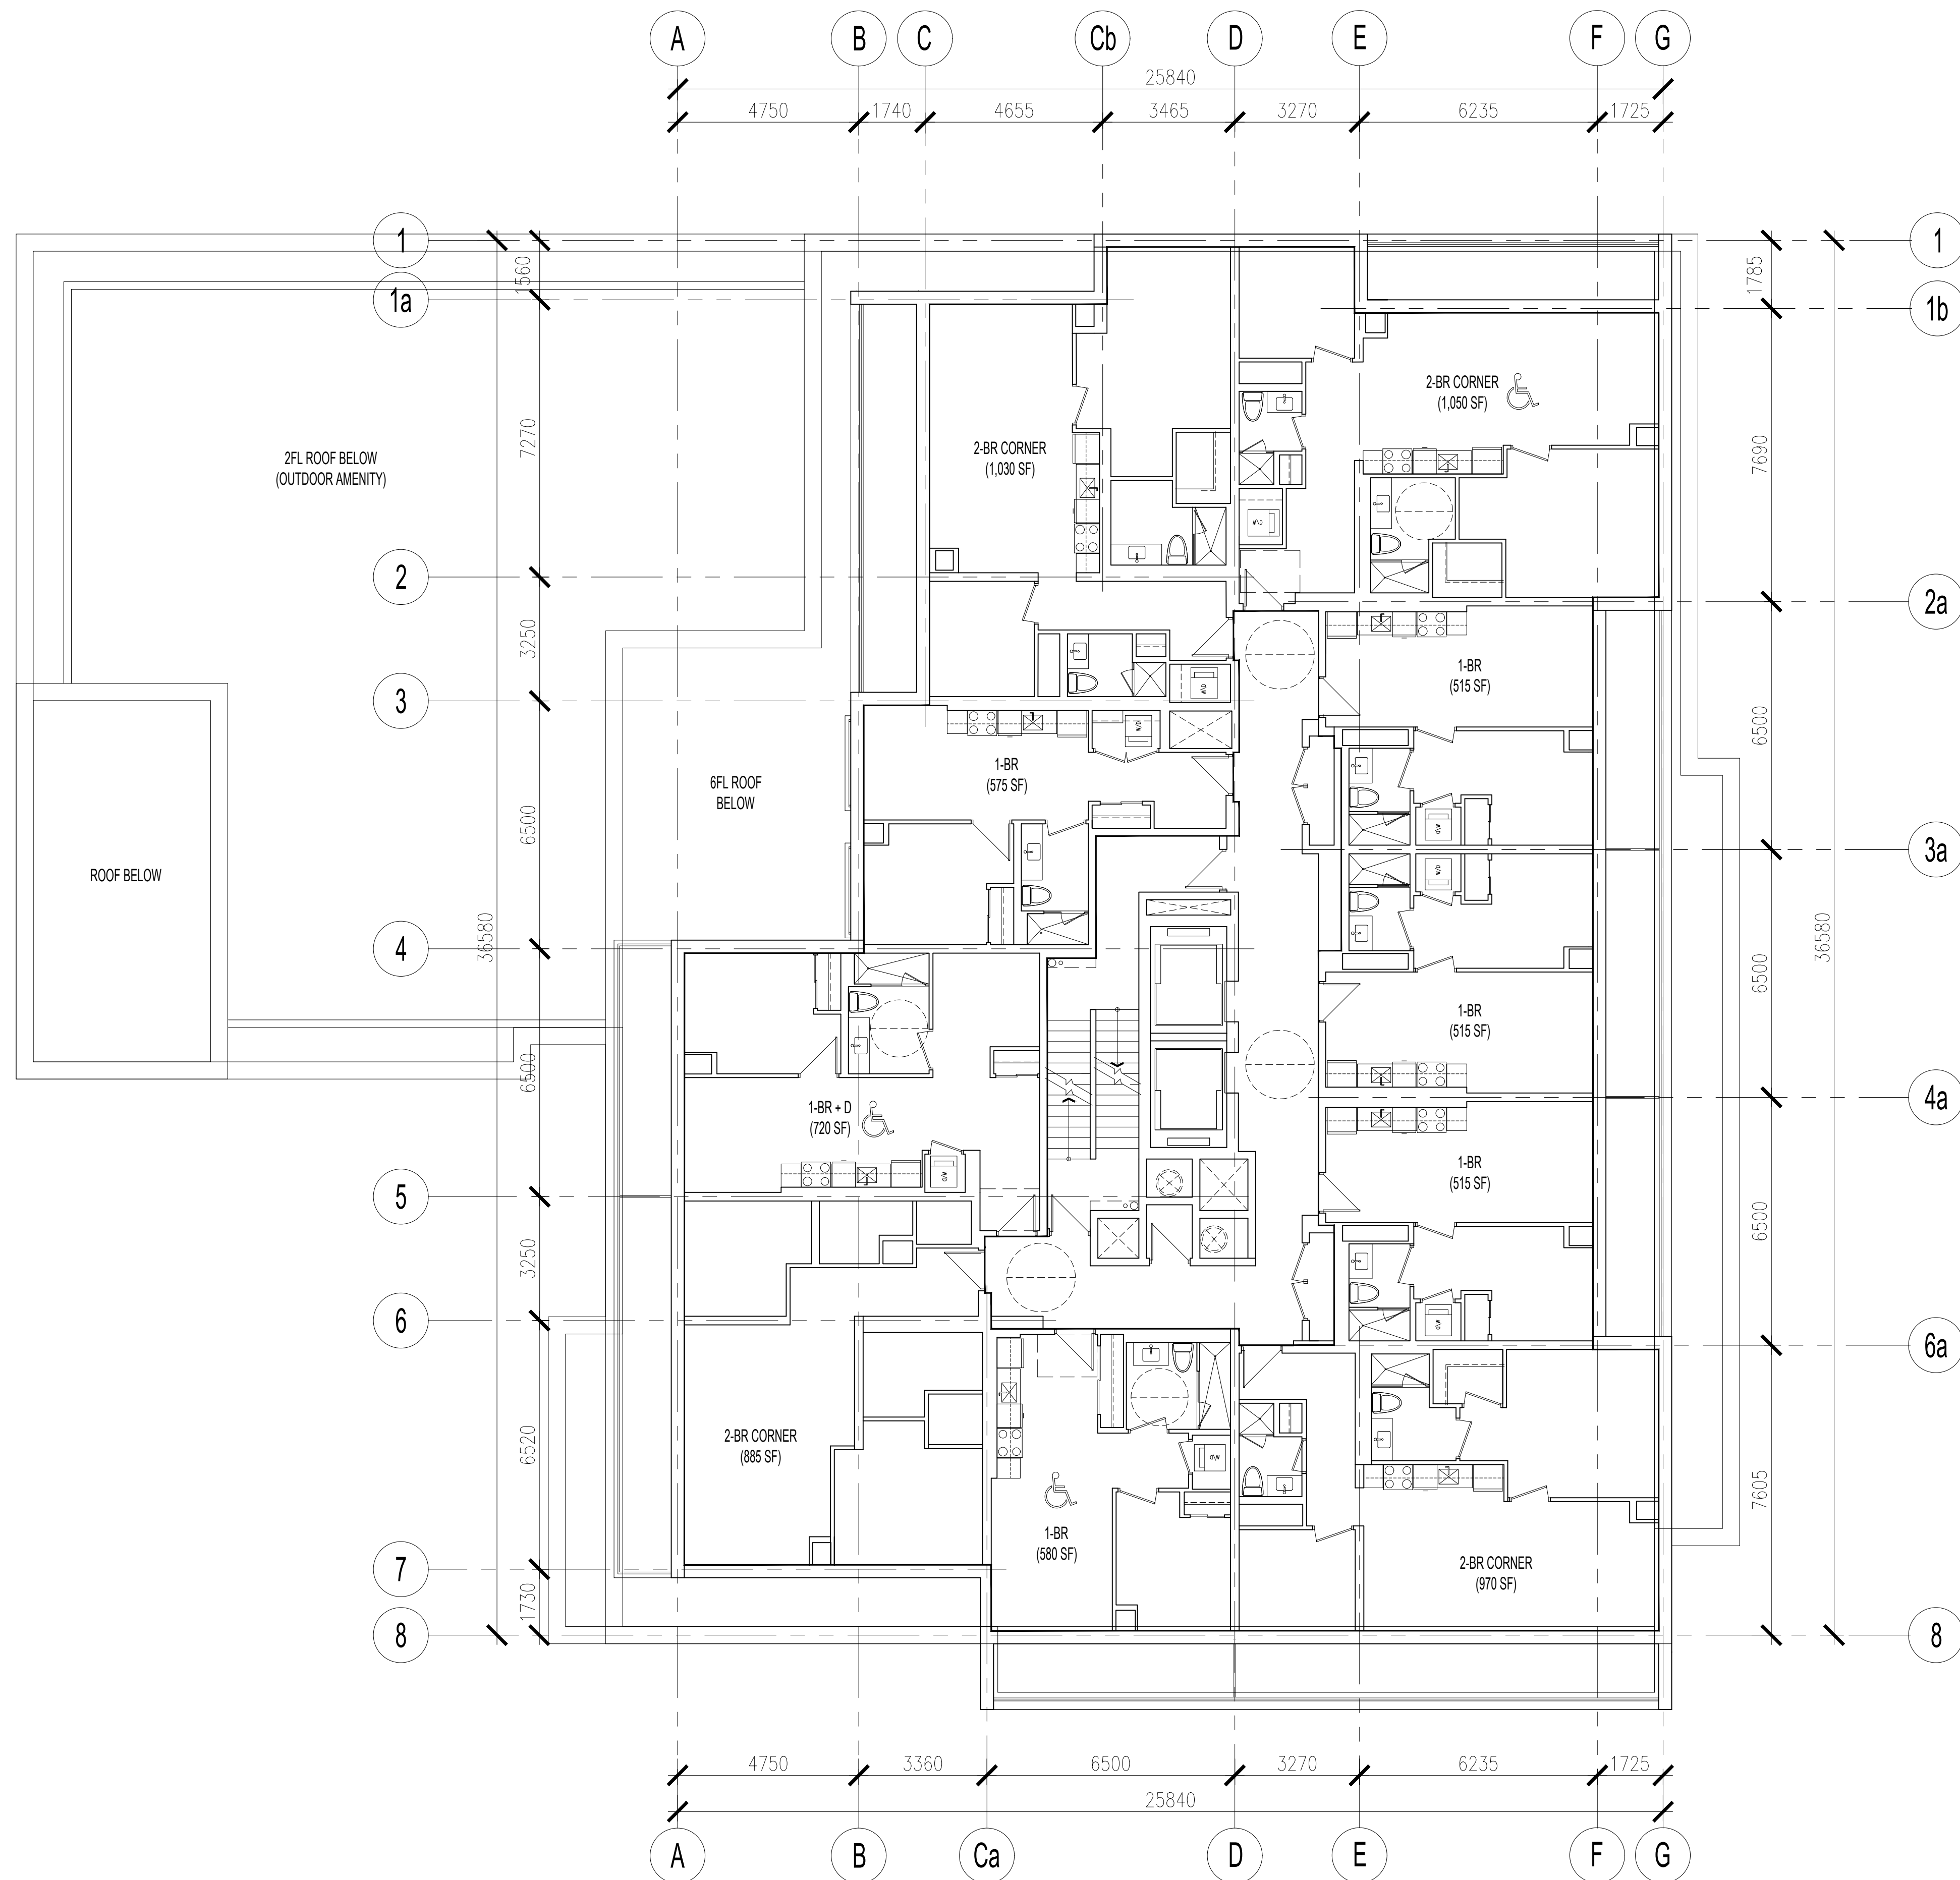 A B C Cb D E F G
25840
4750 1740 4655 3465 3270 6235 1725
1 1
1560 1785
1a 1b
2-BR CORNER
(1,050 SF)
2-BR CORNER
(1,030 SF)
2FL ROOF BELOW
(OUTDOOR AMENITY)
7270 7690
W/D
2 2a
3250
1-BR
(515 SF)
W/D
3 6500
W/D
1-BR
(575 SF)
6FL ROOF
BELOW
6500
W/D
3a
W/D
ROOF BELOW
36580 36580
4
6500
1-BR
(515 SF)
6500
4a
1-BR + D
(720 SF)
W/D
1-BR
(515 SF)
5
6500
3250
W/D
6 6a
2-BR CORNER
(885 SF)
6520
W/D
7605
1-BR
(580 SF)
2-BR CORNER
(970 SF)
7
1730
8 8
4750 3360 6500 3270 6235 1725
25840
A B Ca D E F G